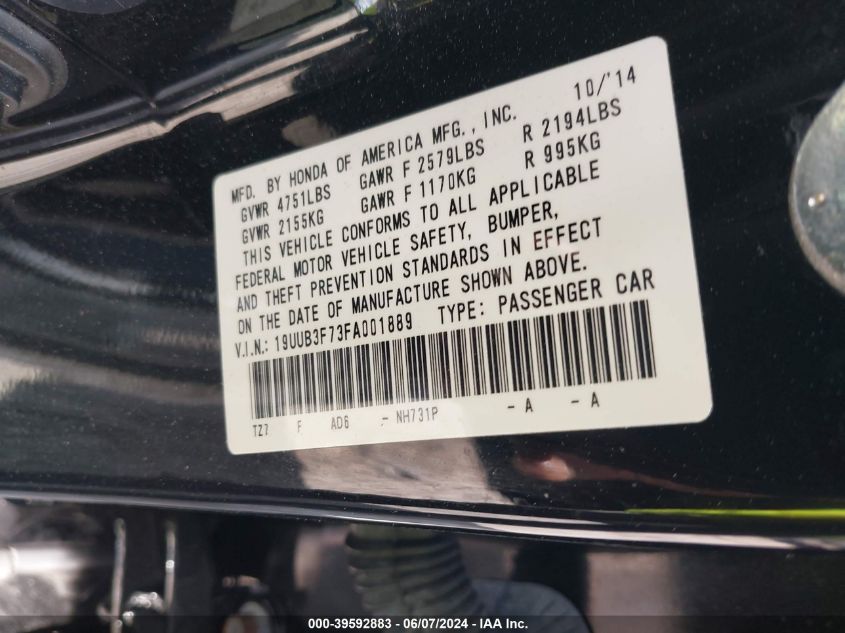 10/'14
MFD. BY HONDA OF AMERICA MFG., INC.
GVWR 4751LBS GAWR F 2579LBS R 2194LBS
GVWR 2155KG GAWR F 1170KG R 995KG
THIS VEHICLE CONFORMS TO ALL APPLICABLE
FEDERAL MOTOR VEHICLE SAFETY, BUMPER,
AND THEFT PREVENTION STANDARDS IN EFFECT
ON THE DATE OF MANUFACTURE SHOWN ABOVE.
V.I.N.: 19UUB3F73FA001889 TYPE: PASSENGER CAR
TZ7 F AD6 - NH731P - A - A
000-39592883 - 06/07/2024 - IAA Inc.